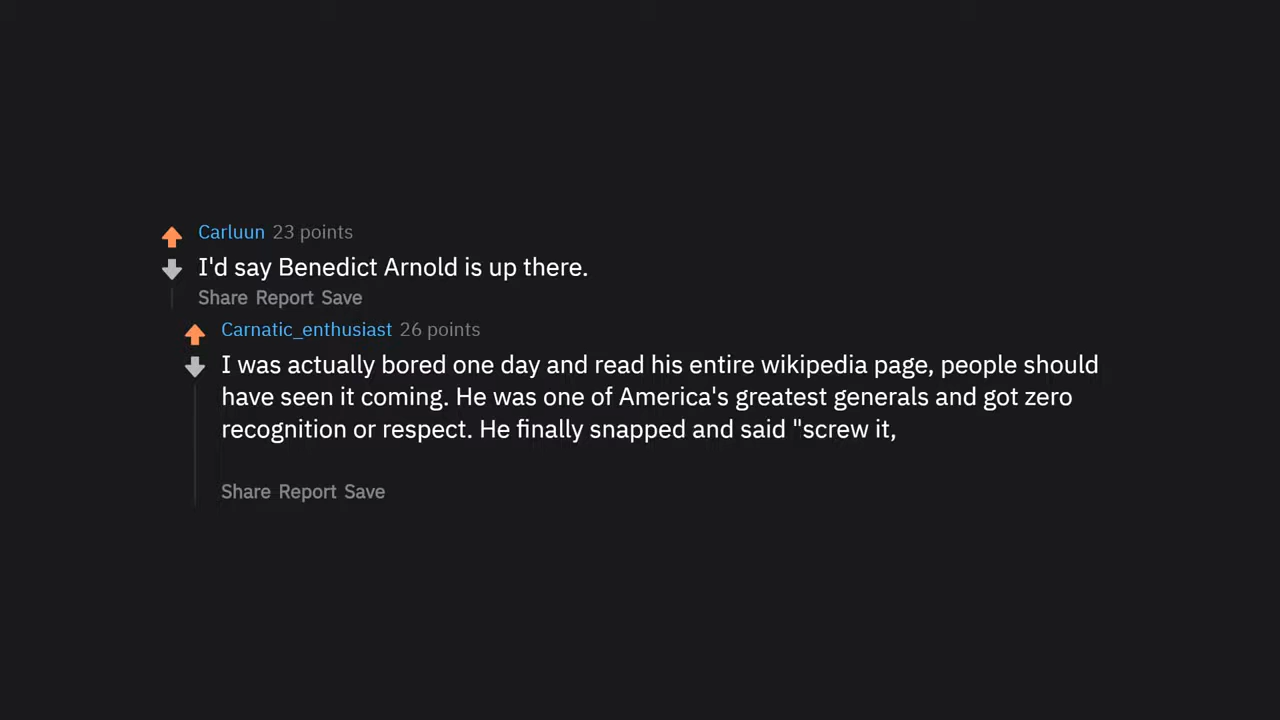 Carluun 23 points
I'd say Benedict Arnold is up there.
Share Report Save
Carnatic_enthusiast 26 points
I was actually bored one day and read his entire wikipedia page, people should
have seen it coming. He was one of America's greatest generals and got zero
recognition or respect. He finally snapped and said "screw it,
Share Report Save